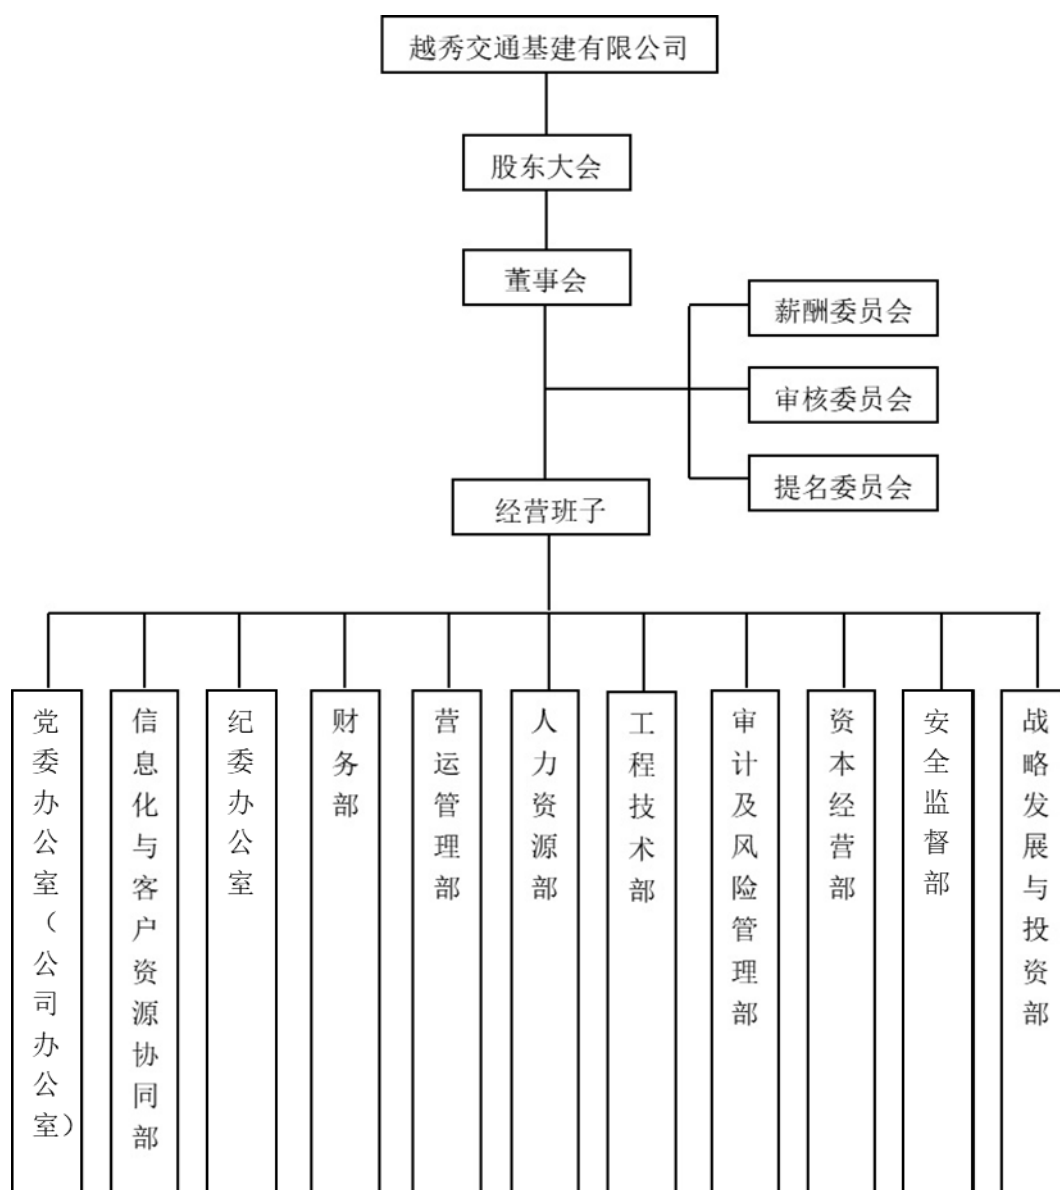 越秀交通基建有限公司
股东大会
董事会
薪酬委员会
审核委员会
提名委员会
经营班子
党委办公室（公司办公室）
信息化与客户资源协同部
纪委办公室
财务部
营运管理部
人力资源部
工程技术部
审计及风险管理部
资本经营部
安全监督部
战略发展与投资部